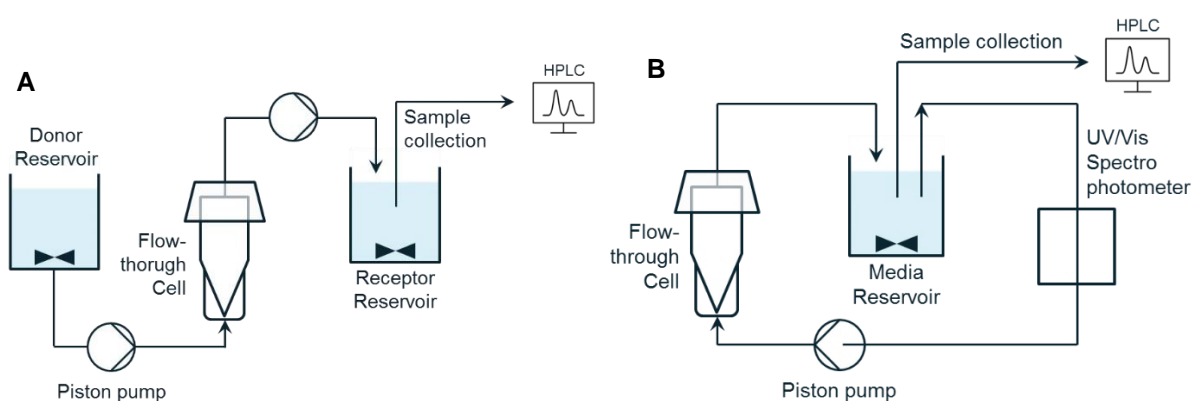 A
Donor
Reservoir
Flow-
thorugh
Cell
Piston pump
Sample
collection
HPLC
Receptor
Reservoir
B
Sample collection
HPLC
UV/Vis
Spectro
photometer
Flow-
through
Cell
Media
Reservoir
Piston pump